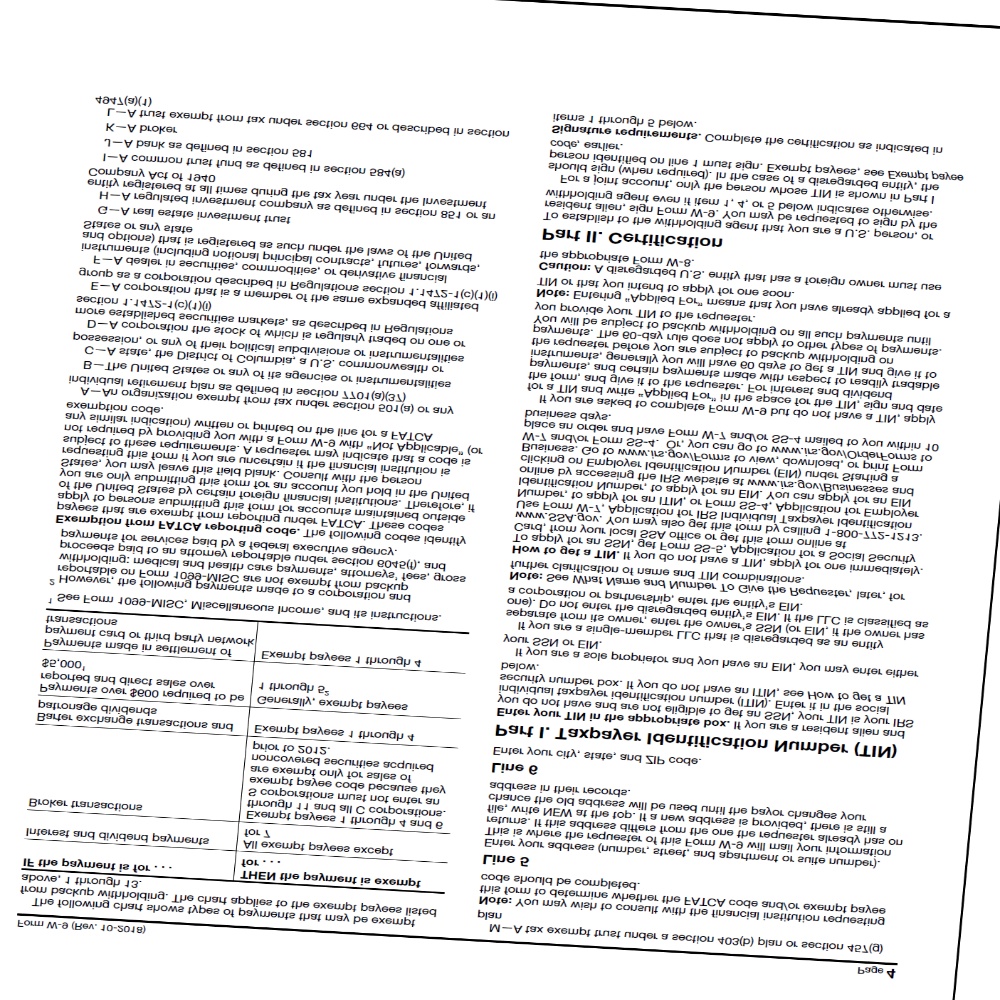 Form W-9 (Rev. 10-2018)
Page 4
The following chart shows types of payments that may be exempt
from backup withholding. The chart applies to the exempt payees listed
above, 1 through 13.
IF the payment is for . . .
THEN the payment is exempt
for . . .
Interest and dividend payments
All exempt payees except
for 7
Broker transactions
Exempt payees 1 through 4 and 6
through 11 and all C corporations.
S corporations must not enter an
exempt payee code because they
are exempt only for sales of
noncovered securities acquired
prior to 2012.
Barter exchange transactions and
patronage dividends
Exempt payees 1 through 4
Payments over $600 required to be
reported and direct sales over
$5,000¹
Generally, exempt payees
1 through 5²
Payments made in settlement of
payment card or third party network
transactions
Exempt payees 1 through 4
¹ See Form 1099-MISC, Miscellaneous Income, and its instructions.
² However, the following payments made to a corporation and
reportable on Form 1099-MISC are not exempt from backup
withholding: medical and health care payments, attorneys' fees, gross
proceeds paid to an attorney reportable under section 6045(f), and
payments for services paid by a federal executive agency.
Exemption from FATCA reporting code. The following codes identify
payees that are exempt from reporting under FATCA. These codes
apply to persons submitting this form for accounts maintained outside
of the United States by certain foreign financial institutions. Therefore, if
you are only submitting this form for an account you hold in the United
States, you may leave this field blank. Consult with the person
requesting this form if you are uncertain if the financial institution is
subject to these requirements. A requester may indicate that a code is
not required by providing you with a Form W-9 with "Not Applicable" (or
any similar indication) written or printed on the line for a FATCA
exemption code.
A—An organization exempt from tax under section 501(a) or any
individual retirement plan as defined in section 7701(a)(37)
B—The United States or any of its agencies or instrumentalities
C—A state, the District of Columbia, a U.S. commonwealth or
possession, or any of their political subdivisions or instrumentalities
D—A corporation the stock of which is regularly traded on one or
more established securities markets, as described in Regulations
section 1.1472-1(c)(1)(i)
E—A corporation that is a member of the same expanded affiliated
group as a corporation described in Regulations section 1.1472-1(c)(1)(i)
F—A dealer in securities, commodities, or derivative financial
instruments (including notional principal contracts, futures, forwards,
and options) that is registered as such under the laws of the United
States or any state
G—A real estate investment trust
H—A regulated investment company as defined in section 851 or an
entity registered at all times during the tax year under the Investment
Company Act of 1940
I—A common trust fund as defined in section 584(a)
J—A bank as defined in section 581
K—A broker
L—A trust exempt from tax under section 664 or described in section
4947(a)(1)
M—A tax exempt trust under a section 403(b) plan or section 457(g)
plan
Note: You may wish to consult with the financial institution requesting
this form to determine whether the FATCA code and/or exempt payee
code should be completed.
Line 5
Enter your address (number, street, and apartment or suite number).
This is where the requester of this Form W-9 will mail your information
returns. If this address differs from the one the requester already has on
file, write NEW at the top. If a new address is provided, there is still a
chance the old address will be used until the payor changes your
address in their records.
Line 6
Enter your city, state, and ZIP code.
Part I. Taxpayer Identification Number (TIN)
Enter your TIN in the appropriate box. If you are a resident alien and
you do not have and are not eligible to get an SSN, your TIN is your IRS
individual taxpayer identification number (ITIN). Enter it in the social
security number box. If you do not have an ITIN, see How to get a TIN
below.
If you are a sole proprietor and you have an EIN, you may enter either
your SSN or EIN.
If you are a single-member LLC that is disregarded as an entity
separate from its owner, enter the owner's SSN (or EIN, if the owner has
one). Do not enter the disregarded entity's EIN. If the LLC is classified as
a corporation or partnership, enter the entity's EIN.
Note: See What Name and Number To Give the Requester, later, for
further clarification of name and TIN combinations.
How to get a TIN. If you do not have a TIN, apply for one immediately.
To apply for an SSN, get Form SS-5, Application for a Social Security
Card, from your local SSA office or get this form online at
www.SSA.gov. You may also get this form by calling 1-800-772-1213.
Use Form W-7, Application for IRS Individual Taxpayer Identification
Number, to apply for an ITIN, or Form SS-4, Application for Employer
Identification Number, to apply for an EIN. You can apply for an EIN
online by accessing the IRS website at www.irs.gov/Businesses and
clicking on Employer Identification Number (EIN) under Starting a
Business. Go to www.irs.gov/Forms to view, download, or print Form
W-7 and/or Form SS-4. Or, you can go to www.irs.gov/OrderForms to
place an order and have Form W-7 and/or SS-4 mailed to you within 10
business days.
If you are asked to complete Form W-9 but do not have a TIN, apply
for a TIN and write "Applied For" in the space for the TIN, sign and date
the form, and give it to the requester. For interest and dividend
payments, and certain payments made with respect to readily tradable
instruments, generally you will have 60 days to get a TIN and give it to
the requester before you are subject to backup withholding on
payments. The 60-day rule does not apply to other types of payments.
You will be subject to backup withholding on all such payments until
you provide your TIN to the requester.
Note: Entering "Applied For" means that you have already applied for a
TIN or that you intend to apply for one soon.
Caution: A disregarded U.S. entity that has a foreign owner must use
the appropriate Form W-8.
Part II. Certification
To establish to the withholding agent that you are a U.S. person, or
resident alien, sign Form W-9. You may be requested to sign by the
withholding agent even if item 1, 4, or 5 below indicates otherwise.
For a joint account, only the person whose TIN is shown in Part I
should sign (when required). In the case of a disregarded entity, the
person identified on line 1 must sign. Exempt payees, see Exempt payee
code, earlier.
Signature requirements. Complete the certification as indicated in
items 1 through 5 below.